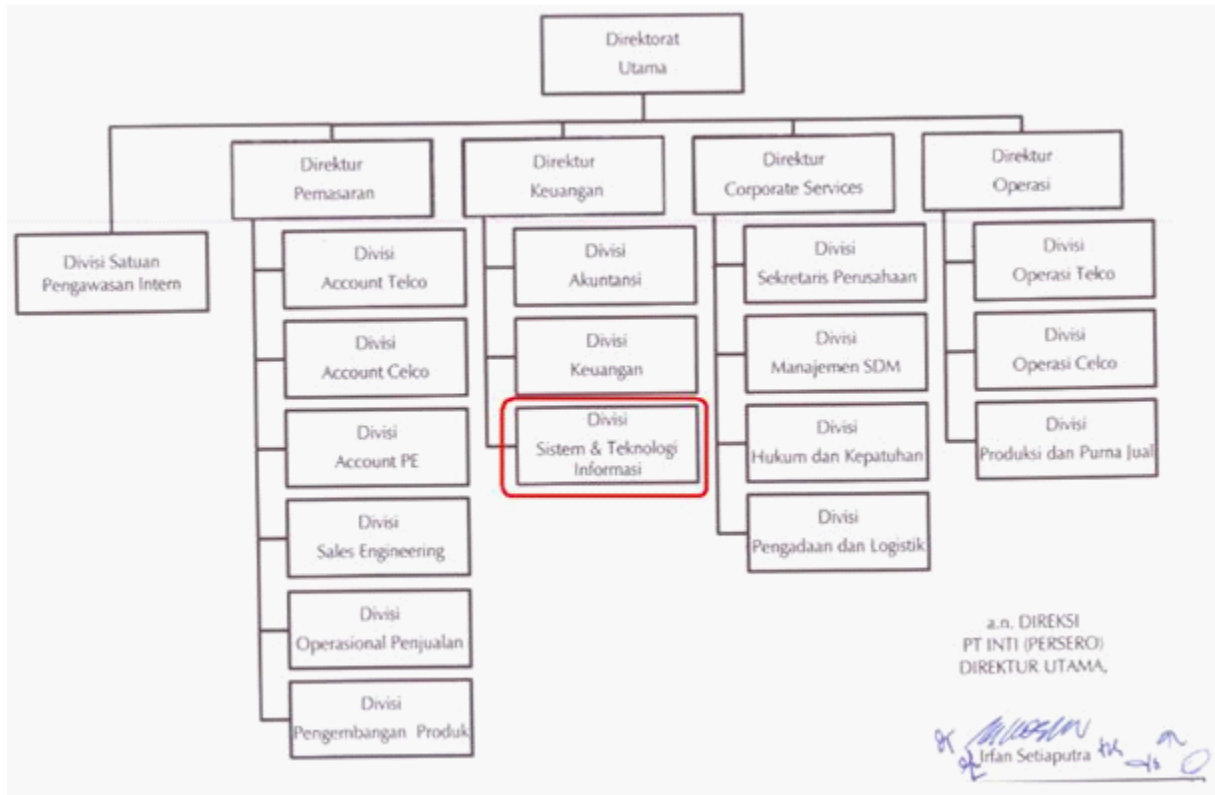 Direktorat
Utama
Direktur
Pemasaran
Direktur
Keuangan
Direktur
Corporate Services
Direktur
Operasi
Divisi Satuan
Pengawasan Intern
Divisi
Account Telco
Divisi
Account Celco
Divisi
Account PE
Divisi
Sales Engineering
Divisi
Operasional Penjualan
Divisi
Pengembangan Produk
Divisi
Akuntansi
Divisi
Keuangan
Divisi
Sistem & Teknologi
Informasi
Divisi
Sekretaris Perusahaan
Divisi
Manajemen SDM
Divisi
Hukum dan Kepatuhan
Divisi
Pengadaan dan Logistik
Divisi
Operasi Telco
Divisi
Operasi Celco
Divisi
Produksi dan Purna Jual
a.n. DIREKSI
PT INTI (PERSERO)
DIREKTUR UTAMA,
Irfan Setiaputra